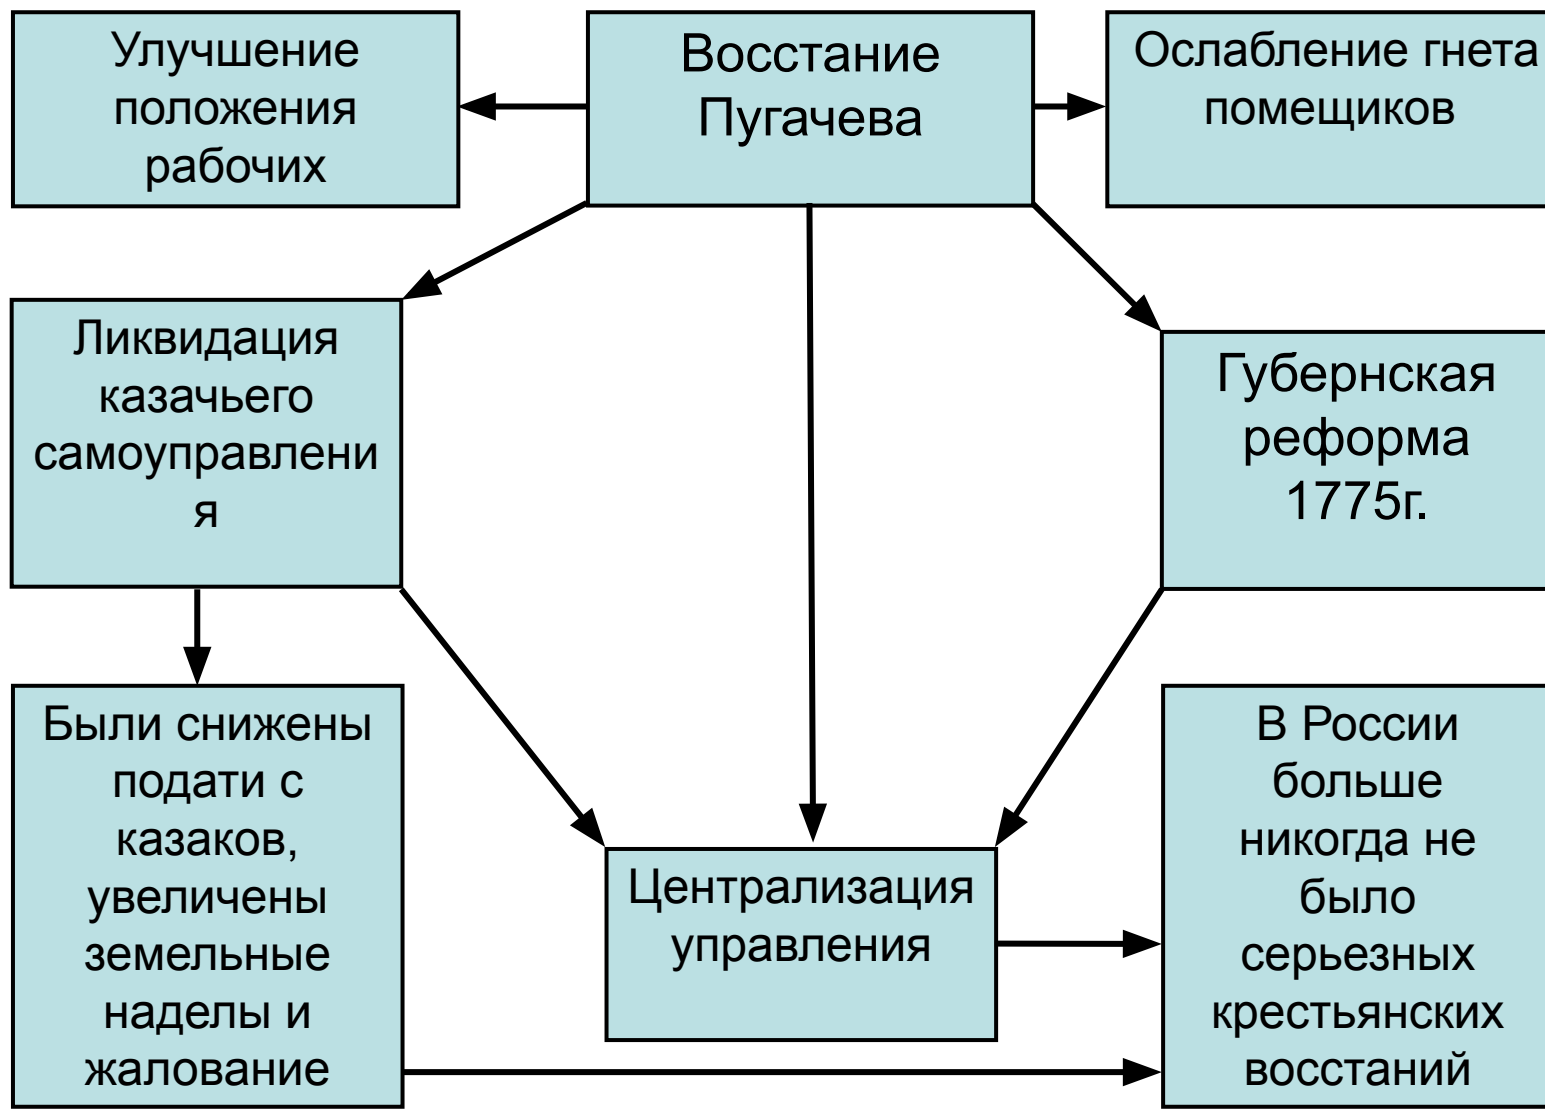 Улучшение
положения
рабочих
Восстание
Пугачева
Ослабление гнета
помещиков
Ликвидация
казачьего
самоуправлени
я
Губернская
реформа
1775г.
Были снижены
подати с
казаков,
увеличены
земельные
наделы и
жалование
Централизация
управления
В России
больше
никогда не
было
серьезных
крестьянских
восстаний